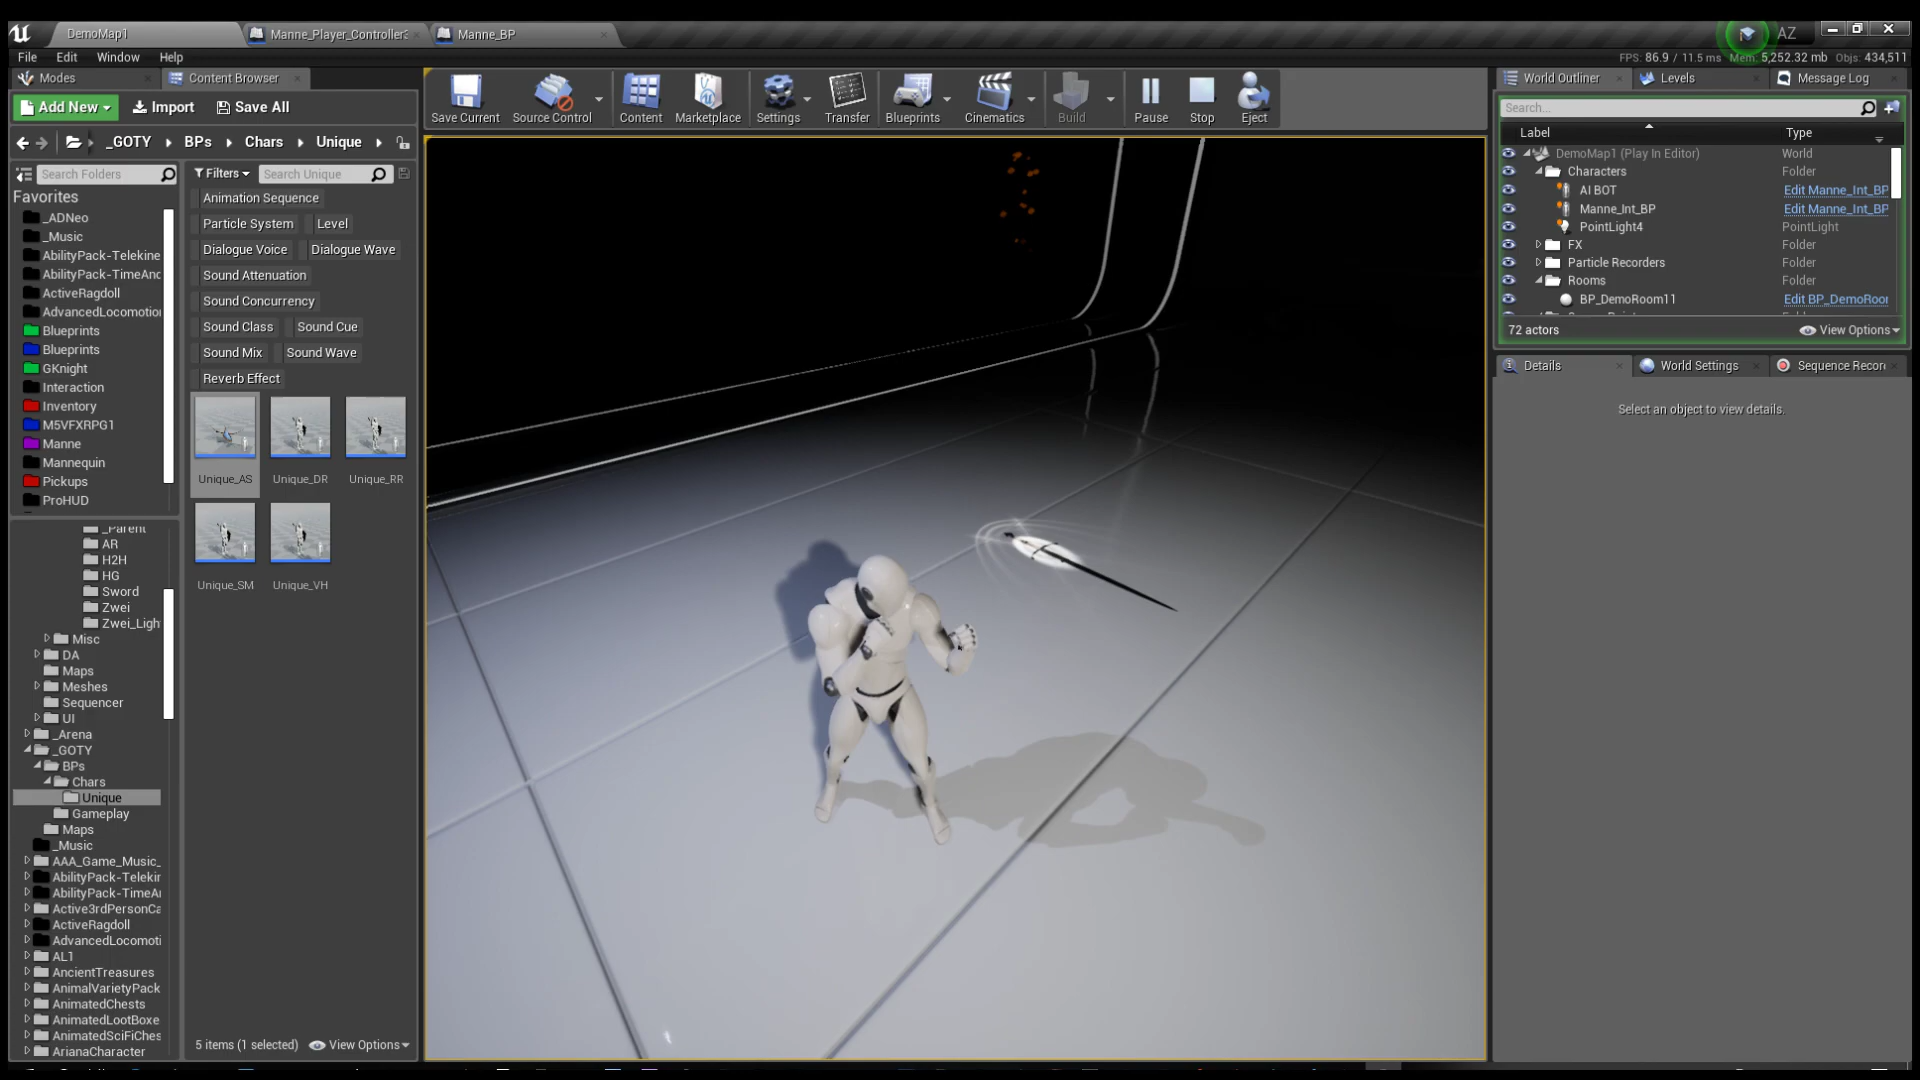 DemoMap1
Manne_Player_Controller
Manne_BP
AZ
File Edit Window Help
FPS: 86.9 / 11.5 ms Mem: 5,252.32 mb Objs: 434,511
Modes
Content Browser
Add New
Import
Save All
_GOTY BPs Chars Unique
Search Folders
Filters
Search Unique
Favorites
_ADNeo
_Music
AbilityPack-Telekine
AbilityPack-TimeAnd
ActiveRagdoll
AdvancedLocomotion
Blueprints
Blueprints
GKnight
Interaction
Inventory
M5VFXRPG1
Manne
Mannequin
Pickups
ProHUD
_Parent
AR
H2H
HG
Sword
Zwei
Zwei_Ligh
Misc
DA
Maps
Meshes
Sequencer
UI
_Arena
_GOTY
BPs
Chars
Unique
Gameplay
Maps
_Music
AAA_Game_Music_
AbilityPack-Telekin
AbilityPack-TimeAn
Active3rdPersonCa
ActiveRagdoll
AdvancedLocomoti
AL1
AncientTreasures
AnimalVarietyPack
AnimatedChests
AnimatedLootBoxe
AnimatedSciFiChes
ArianaCharacter
Animation Sequence
Particle System Level
Dialogue Voice Dialogue Wave
Sound Attenuation
Sound Concurrency
Sound Class Sound Cue
Sound Mix Sound Wave
Reverb Effect
Unique_AS Unique_DR Unique_RR
Unique_SM Unique_VH
5 items (1 selected)
View Options
Save Current
Source Control
Content
Marketplace
Settings
Transfer
Blueprints
Cinematics
Build
Pause
Stop
Eject
World Outliner
Levels
Message Log
Search...
Label Type
DemoMap1 (Play In Editor) World
Characters Folder
AI BOT Edit Manne_Int_BP
Manne_Int_BP Edit Manne_Int_BP
PointLight4 PointLight
FX Folder
Particle Recorders Folder
Rooms Folder
BP_DemoRoom11 Edit BP_DemoRoor
72 actors
View Options
Details
World Settings
Sequence Recor
Select an object to view details.